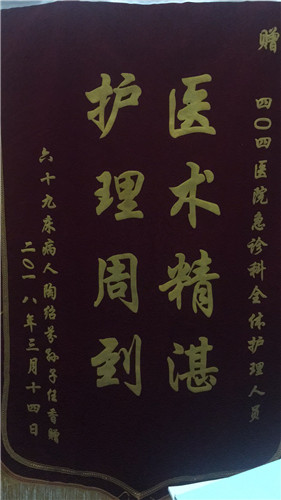 赠
四〇四医院急诊科全体护理人员
医术精湛
护理周到
六十九床病人陶绍芬孙子任香赠
二〇一八年三月十四日